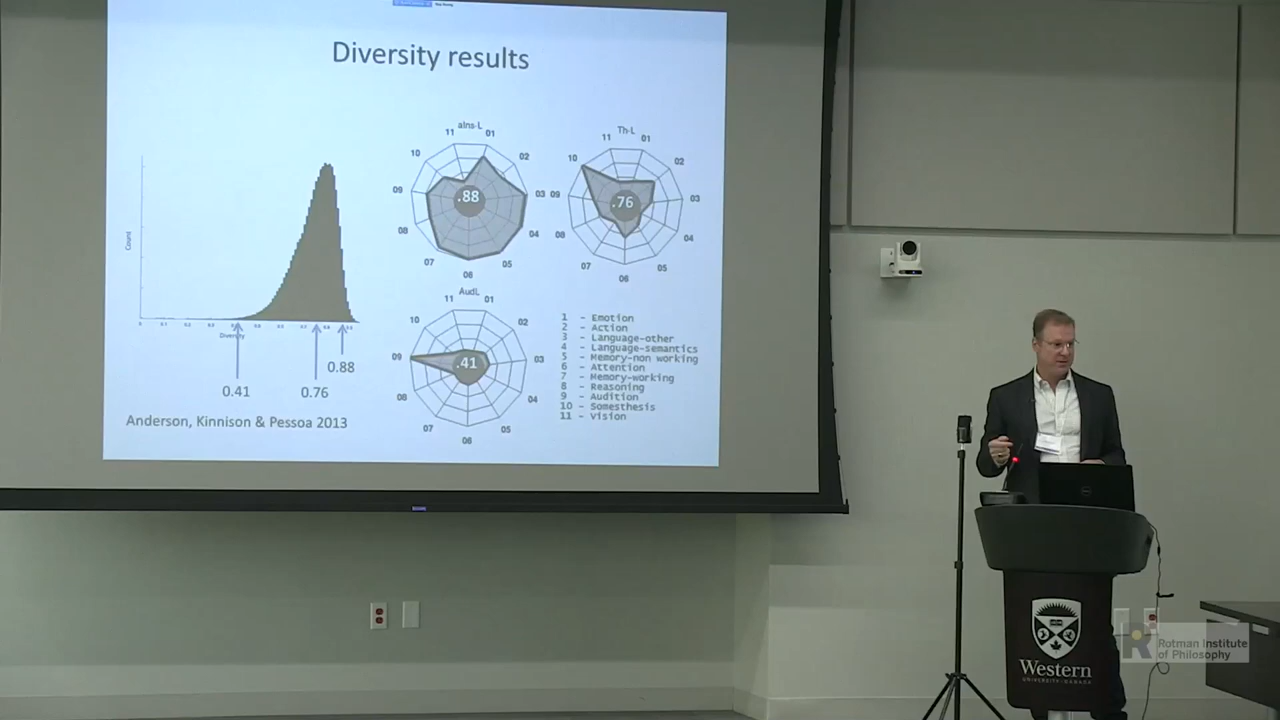 Diversity results
Count
Diversity
0.41
0.76
0.88
Anderson, Kinnison & Pessoa 2013
aIns-L
11 01
10 02
09 03
08 04
07 05
06
.88
Th-L
11 01
10 02
09 03
08 04
07 05
06
.76
AudL
11 01
10 02
09 03
08 04
07 05
06
.41
1 - Emotion
2 - Action
3 - Language-other
4 - Language-semantics
5 - Memory-non working
6 - Attention
7 - Memory-working
8 - Reasoning
9 - Audition
10 - Somesthesis
11 - Vision
Western
UNIVERSITY · CANADA
Rotman Institute
of Philosophy